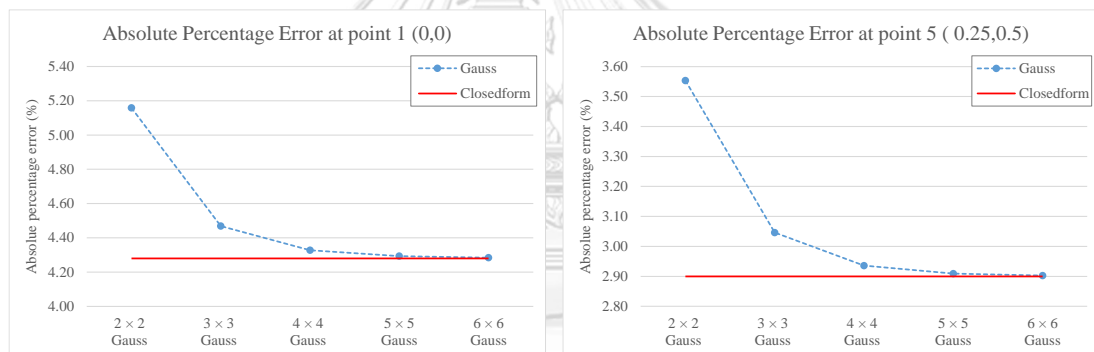 Absolute Percentage Error at point 1 (0,0)
Gauss
Closedform
Absolue percentage error (%)
5.40
5.20
5.00
4.80
4.60
4.40
4.20
4.00
2 × 2
Gauss
3 × 3
Gauss
4 × 4
Gauss
5 × 5
Gauss
6 × 6
Gauss
Absolute Percentage Error at point 5 ( 0.25,0.5)
Gauss
Closedform
Absolue percentage error (%)
3.60
3.50
3.40
3.30
3.20
3.10
3.00
2.90
2.80
2 × 2
Gauss
3 × 3
Gauss
4 × 4
Gauss
5 × 5
Gauss
6 × 6
Gauss